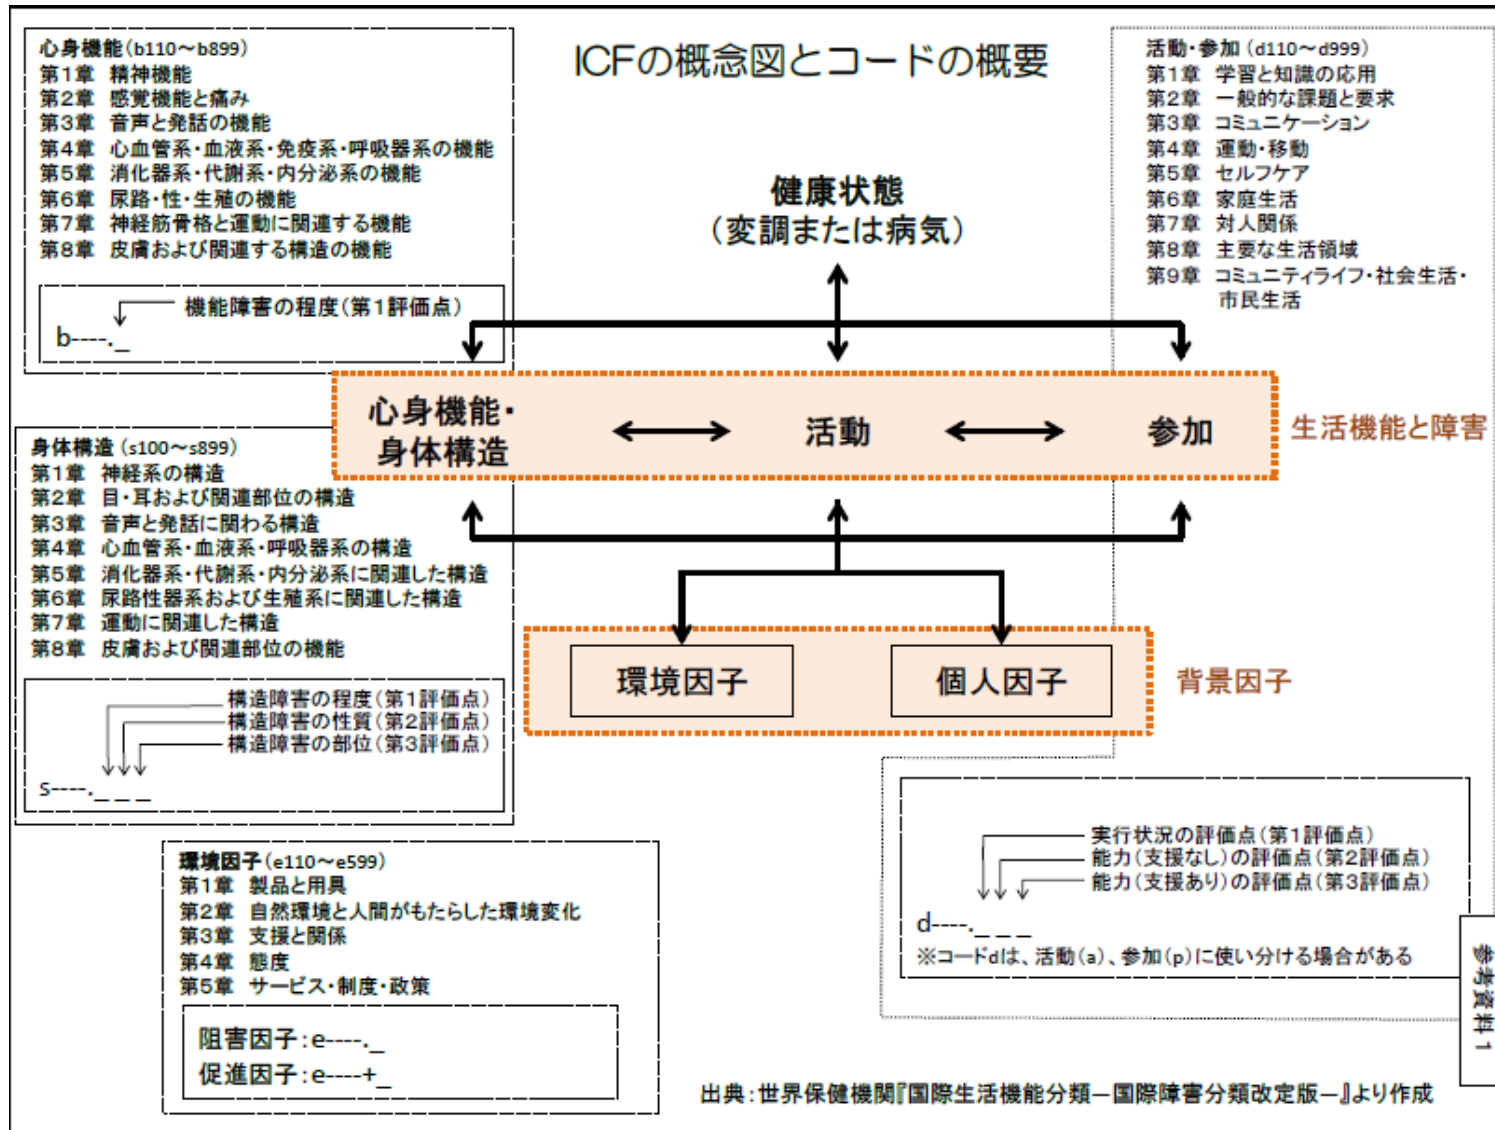 ICFの概念図とコードの概要
心身機能(b110～b899)
第1章 精神機能
第2章 感覚機能と痛み
第3章 音声と発話の機能
第4章 心血管系・血液系・免疫系・呼吸器系の機能
第5章 消化器系・代謝系・内分泌系の機能
第6章 尿路・性・生殖の機能
第7章 神経筋骨格と運動に関連する機能
第8章 皮膚および関連する構造の機能
機能障害の程度(第1評価点)
b----._
活動・参加(d110～d999)
第1章 学習と知識の応用
第2章 一般的な課題と要求
第3章 コミュニケーション
第4章 運動・移動
第5章 セルフケア
第6章 家庭生活
第7章 対人関係
第8章 主要な生活領域
第9章 コミュニティライフ・社会生活・
市民生活
健康状態
(変調または病気)
心身機能・
身体構造
活動
参加
生活機能と障害
身体構造(s100～s899)
第1章 神経系の構造
第2章 目・耳および関連部位の構造
第3章 音声と発話に関わる構造
第4章 心血管系・血液系・呼吸器系の構造
第5章 消化器系・代謝系・内分泌系に関連した構造
第6章 尿路性器系および生殖系に関連した構造
第7章 運動に関連した構造
第8章 皮膚および関連部位の機能
構造障害の程度(第1評価点)
構造障害の性質(第2評価点)
構造障害の部位(第3評価点)
s----._ _ _
環境因子
個人因子
背景因子
実行状況の評価点(第1評価点)
能力(支援なし)の評価点(第2評価点)
能力(支援あり)の評価点(第3評価点)
d----._ _ _
※コードdは、活動(a)、参加(p)に使い分ける場合がある
環境因子(e110～e599)
第1章 製品と用具
第2章 自然環境と人間がもたらした環境変化
第3章 支援と関係
第4章 態度
第5章 サービス・制度・政策
阻害因子:e----._
促進因子:e----+_
参考資料1
出典:世界保健機関『国際生活機能分類―国際障害分類改定版―』より作成